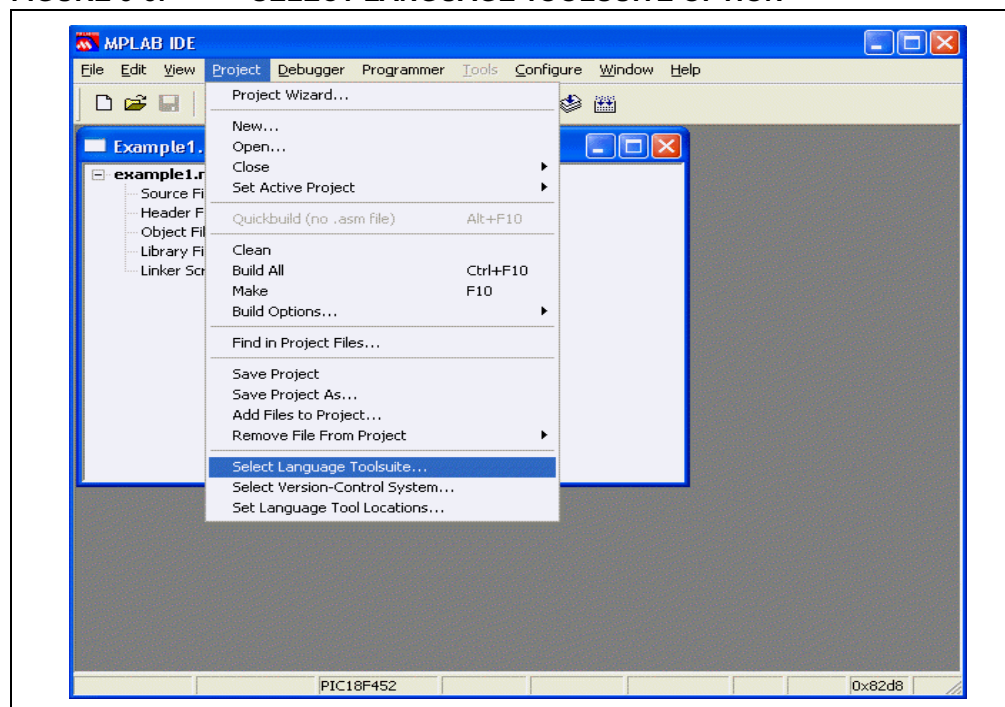 MPLAB IDE
File Edit View Project Debugger Programmer Tools Configure Window Help
Project Wizard...
New...
Example1.
Open...
Close
example1.
Set Active Project
Source Fi
Header F
Quickbuild (no .asm file) Alt+F10
Object Fil
Library Fi
Clean
Linker Scr
Build All Ctrl+F10
Make F10
Build Options...
Find in Project Files...
Save Project
Save Project As...
Add Files to Project...
Remove File From Project
Select Language Toolsuite...
Select Version-Control System...
Set Language Tool Locations...
PIC18F452 0x82d8